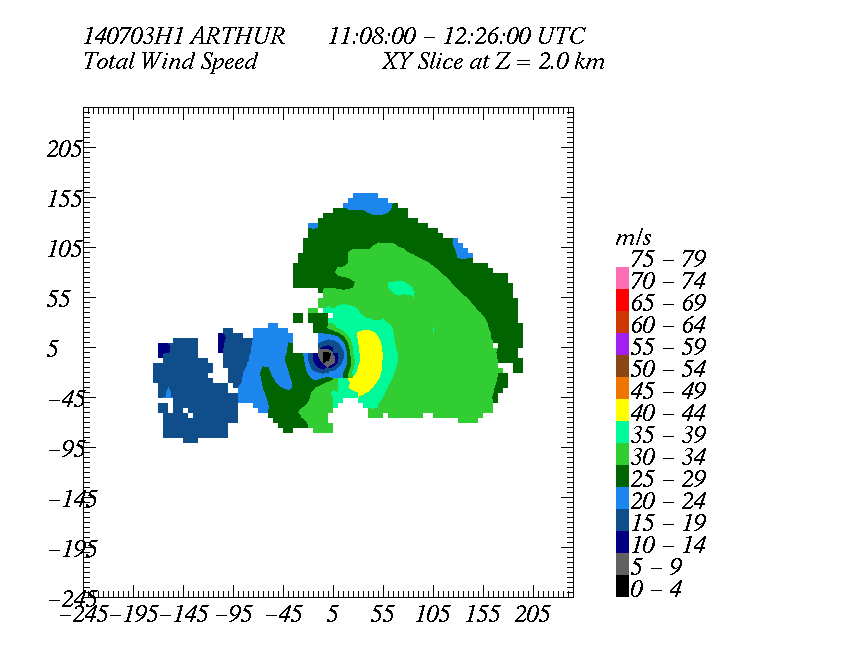 140703H1 ARTHUR 11:08:00 – 12:26:00 UTC
Total Wind Speed XY Slice at Z = 2.0 km
205
155
105
55
5
−45
−95
−145
−195
−245
−245 −195 −145 −95 −45 5 55 105 155 205
m/s
75 – 79
70 – 74
65 – 69
60 – 64
55 – 59
50 – 54
45 – 49
40 – 44
35 – 39
30 – 34
25 – 29
20 – 24
15 – 19
10 – 14
5 – 9
0 – 4